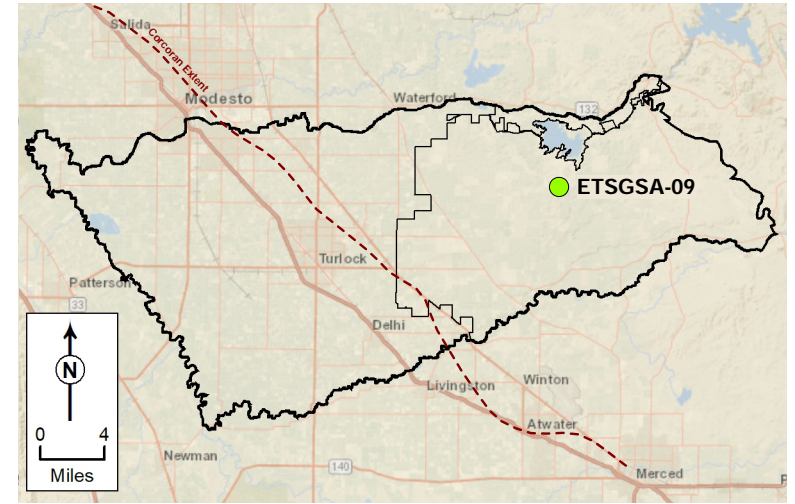 Salida
Corcoran Extent
Modesto
Waterford
132
ETSGSA-09
Turlock
Patterson
33
Delhi
N
Livingston
Winton
0 4
Miles
Atwater
Newman
140
Merced
P